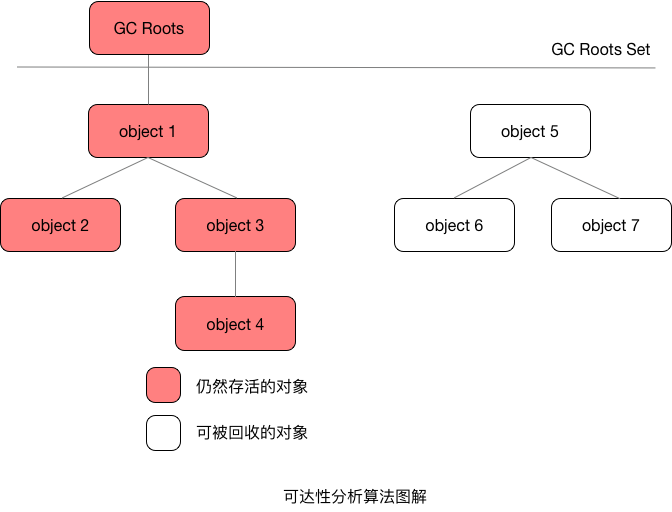 GC Roots
GC Roots Set
object 1
object 5
object 2
object 3
object 6
object 7
object 4
仍然存活的对象
可被回收的对象
可达性分析算法图解